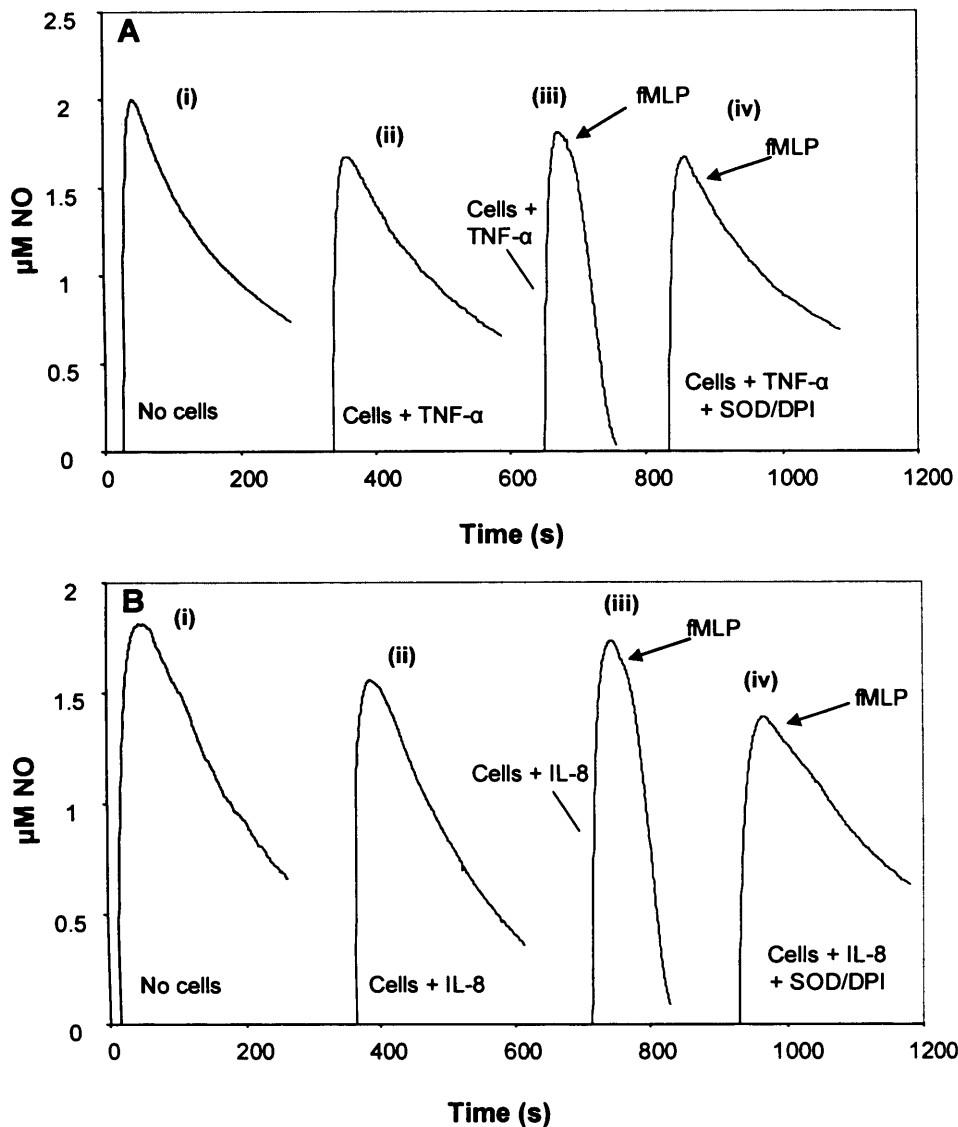 A
2.5
2
1.5
1
0.5
0
µM NO
(i)
(ii)
(iii)
(iv)
fMLP
fMLP
Cells +
TNF-α
No cells
Cells + TNF-α
Cells + TNF-α
+ SOD/DPI
0
200
400
600
800
1000
1200
Time (s)
B
2
1.5
1
0.5
0
µM NO
(i)
(ii)
(iii)
(iv)
fMLP
fMLP
Cells + IL-8
No cells
Cells + IL-8
Cells + IL-8
+ SOD/DPI
0
200
400
600
800
1000
1200
Time (s)